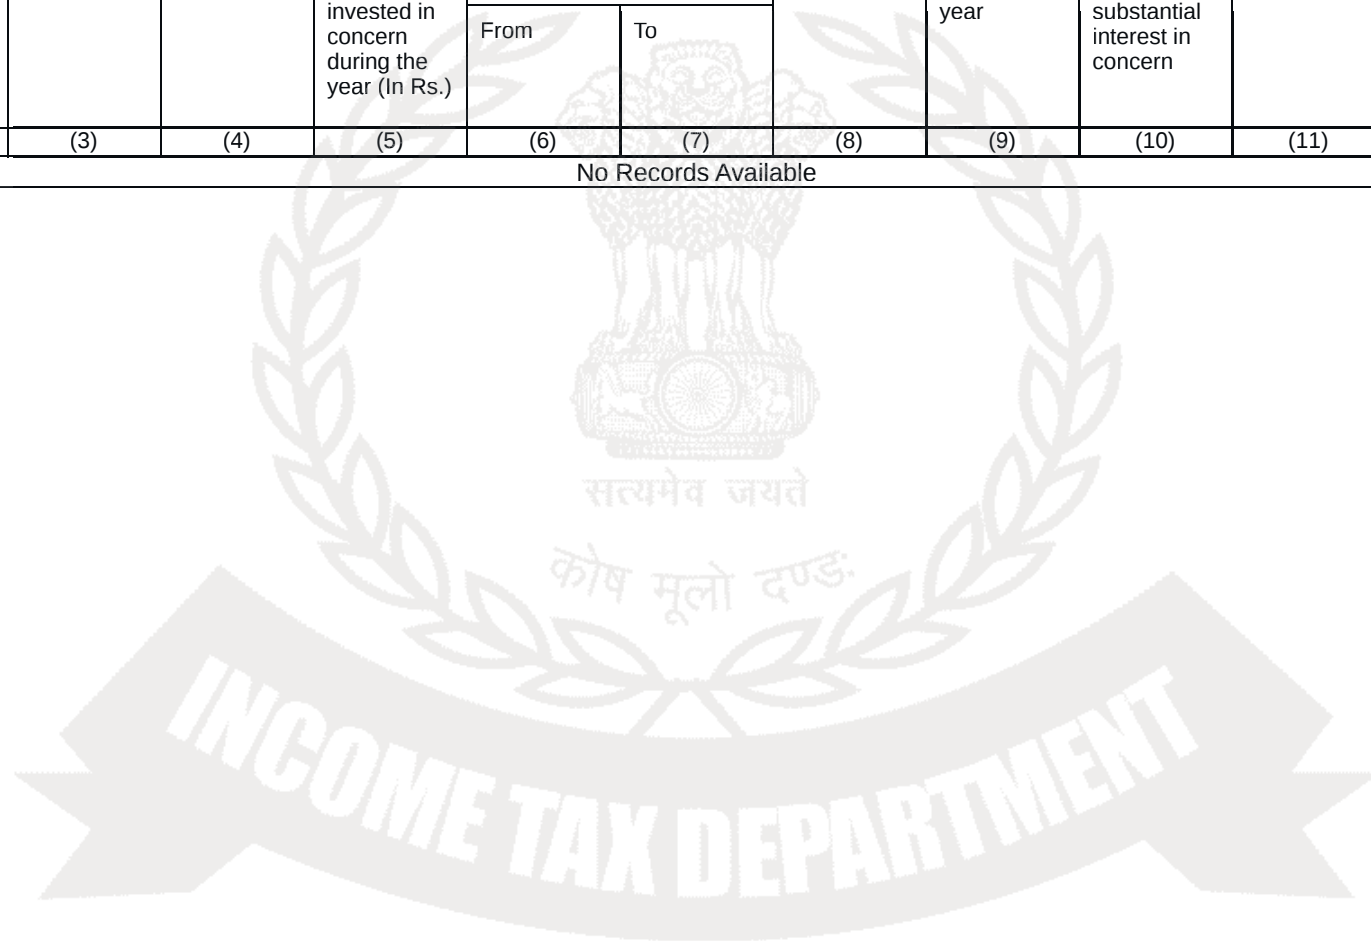 invested in
concern
during the
year (In Rs.)
From
To
year
substantial
interest in
concern
(3) (4) (5) (6) (7) (8) (9) (10) (11)
No Records Available
सत्यमेव जयते
कोष मूलो दण्डः
INCOME TAX DEPARTMENT